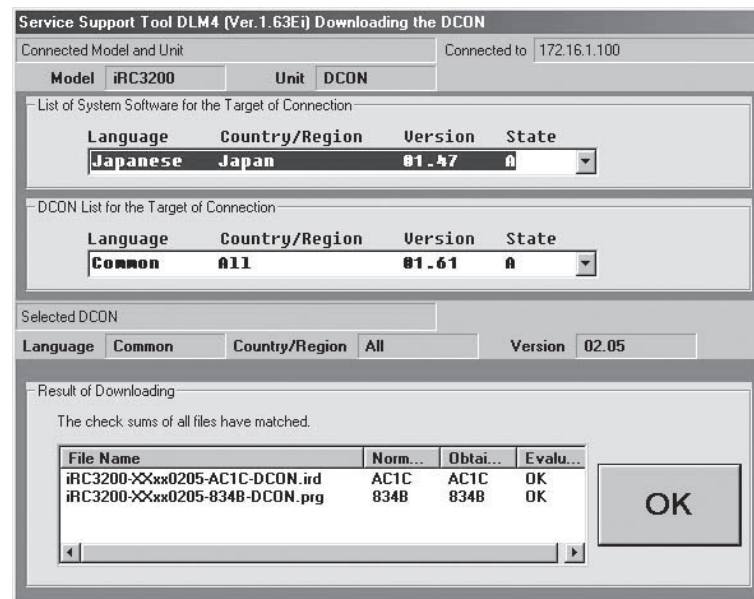 Service Support Tool DLM4 (Ver.1.63Ei) Downloading the DCON
Connected Model and Unit Connected to 172.16.1.100
Model iRC3200 Unit DCON
List of System Software for the Target of Connection
Language Country/Region Version State
Japanese Japan 01.47 A
DCON List for the Target of Connection
Language Country/Region Version State
Common All 01.61 A
Selected DCON
Language Common Country/Region All Version 02.05
Result of Downloading
The check sums of all files have matched.
File Name Norm... Obtai... Evalu...
iRC3200-XXxx0205-AC1C-DCON.ird AC1C AC1C OK
iRC3200-XXxx0205-834B-DCON.prg 834B 834B OK
OK